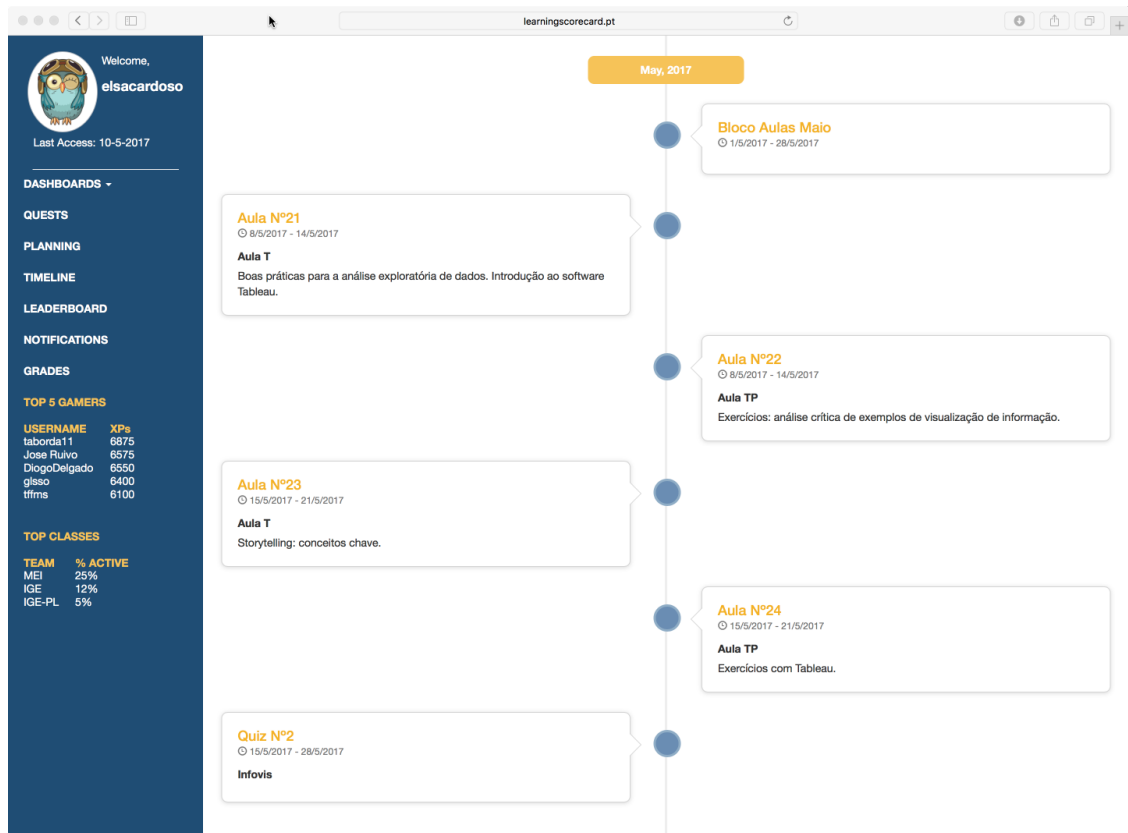 learningscorecard.pt
Welcome,
elsacardoso
Last Access: 10-5-2017
DASHBOARDS
QUESTS
PLANNING
TIMELINE
LEADERBOARD
NOTIFICATIONS
GRADES
TOP 5 GAMERS
USERNAME XPs
taborda11 6875
Jose Ruivo 6575
DiogoDelgado 6550
glsso 6400
tffms 6100
TOP CLASSES
TEAM % ACTIVE
MEI 25%
IGE 12%
IGE-PL 5%
May, 2017
Bloco Aulas Maio
1/5/2017 - 28/5/2017
Aula Nº21
8/5/2017 - 14/5/2017
Aula T
Boas práticas para a análise exploratória de dados. Introdução ao software
Tableau.
Aula Nº22
8/5/2017 - 14/5/2017
Aula TP
Exercícios: análise crítica de exemplos de visualização de informação.
Aula Nº23
15/5/2017 - 21/5/2017
Aula T
Storytelling: conceitos chave.
Aula Nº24
15/5/2017 - 21/5/2017
Aula TP
Exercícios com Tableau.
Quiz Nº2
15/5/2017 - 28/5/2017
Infovis